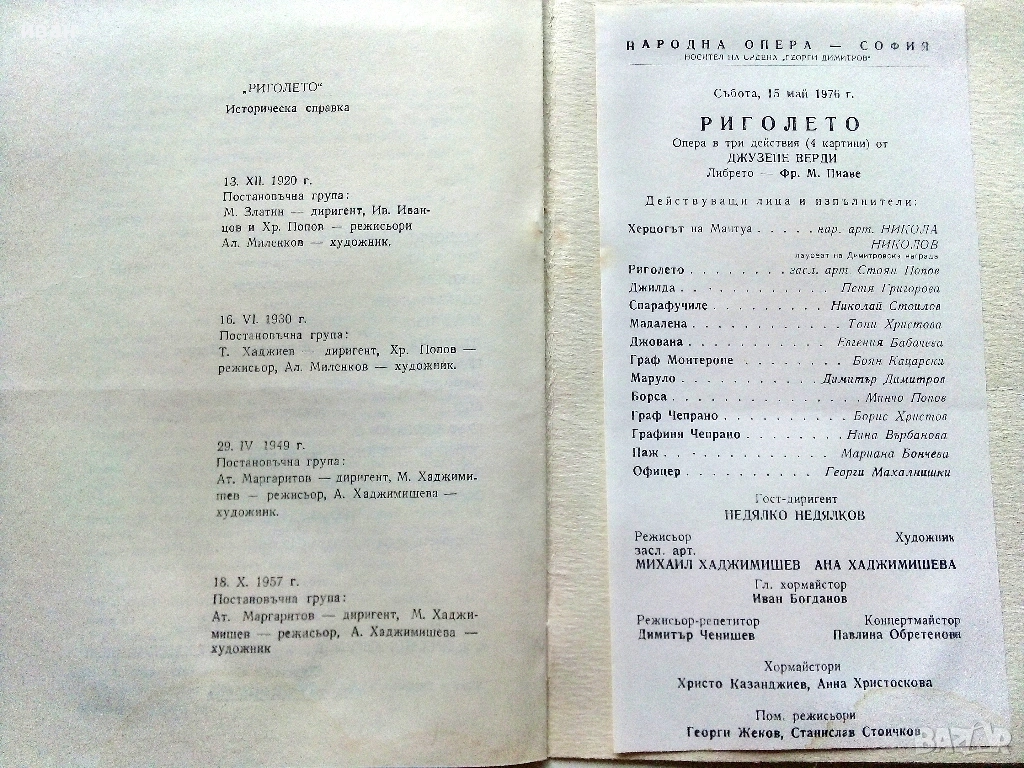 „РИГОЛЕТО“
Историческа справка
13. XII. 1920 г.
Постановъчна група:
М. Златин — диригент, Ив. Иван-
цов и Хр. Попов — режисьори
Ал. Миленков — художник.
16. VI. 1930 г.
Постановъчна група:
Т. Хаджиев — диригент, Хр. Попов —
режисьор, Ал. Миленков — художник.
29. IV 1949 г.
Постановъчна група:
Ат. Маргаритов — диригент, М. Хаджими-
шев — режисьор, А. Хаджимишева —
художник.
18. X. 1957 г.
Постановъчна група:
Ат. Маргаритов — диригент, М. Хаджи-
мишев — режисьор, А. Хаджимишева —
художник
НАРОДНА ОПЕРА — СОФИЯ
НОСИТЕЛ НА ОРДЕНА „ГЕОРГИ ДИМИТРОВ“
Събота, 15 май 1976 г.
РИГОЛЕТО
Опера в три действия (4 картини) от
ДЖУЗЕПЕ ВЕРДИ
Либрето — Фр. М. Пиаве
Действуващи лица и изпълнители:
Херцогът на Мантуа . . . . . нар. арт. НИКОЛА
НИКОЛОВ
лауреат на Димитровска награда
Риголето . . . . . . . . засл. арт. Стоян Попов
Джилда . . . . . . . . . . . Петя Григорова
Спарафучиле . . . . . . . . . Николай Стоилов
Мадалена . . . . . . . . . . . Тони Христова
Джована . . . . . . . . . . . Евгения Бабачева
Граф Монтероне . . . . . . . . Боян Кацарски
Маруло . . . . . . . . . . . Димитър Димитров
Борса . . . . . . . . . . . . . . Минчо Попов
Граф Чепрано . . . . . . . . . Борис Христов
Графиня Чепрано . . . . . . . Нина Върбанова
Паж . . . . . . . . . . . . Мариана Бончева
Офицер . . . . . . . . . . Георги Махалнишки
Гост-диригент
НЕДЯЛКО НЕДЯЛКОВ
Режисьор Художник
засл. арт.
МИХАИЛ ХАДЖИМИШЕВ АНА ХАДЖИМИШЕВА
Гл. хормайстор
Иван Богданов
Режисьор-репетитор Концертмайстор
Димитър Ченишев Павлина Обретенова
Хормайстори
Христо Казанджиев, Анна Христоскова
Пом. режисьори
Георги Жеков, Станислав Стоичков
BAZAR